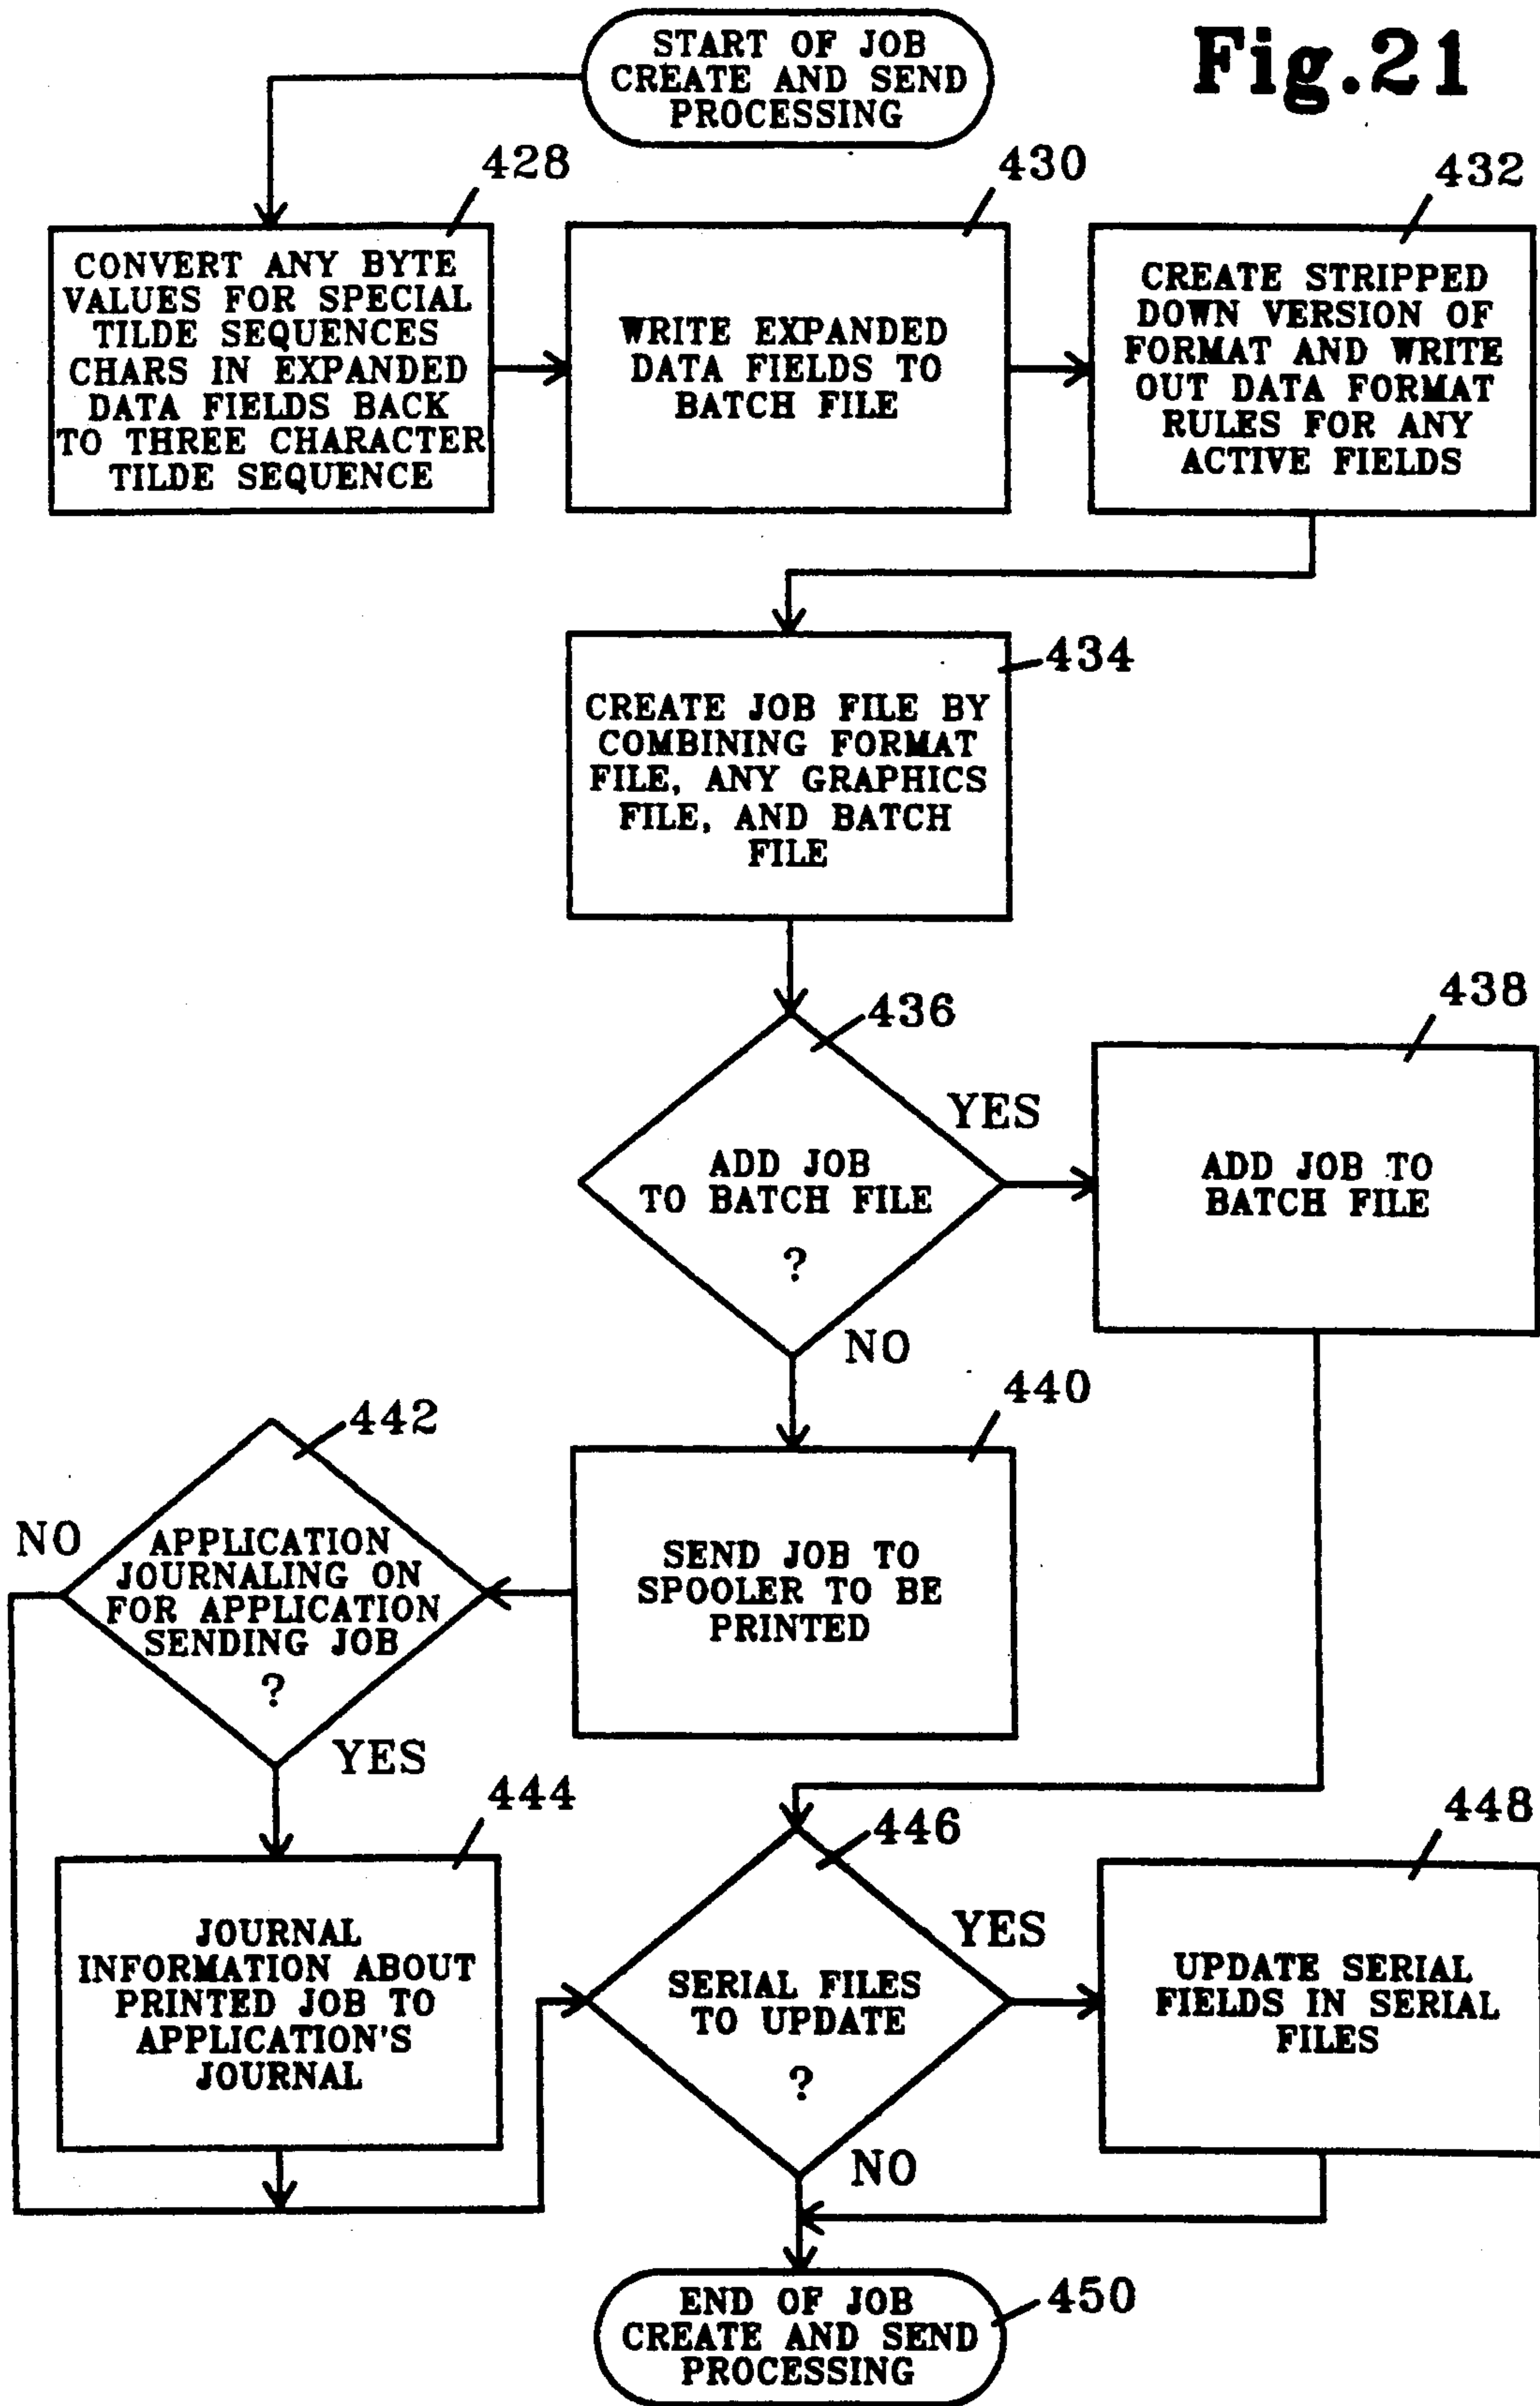 Fig.21
START OF JOB
CREATE AND SEND
PROCESSING
428
CONVERT ANY BYTE
VALUES FOR SPECIAL
TILDE SEQUENCES
CHARS IN EXPANDED
DATA FIELDS BACK
TO THREE CHARACTER
TILDE SEQUENCE
430
WRITE EXPANDED
DATA FIELDS TO
BATCH FILE
432
CREATE STRIPPED
DOWN VERSION OF
FORMAT AND WRITE
OUT DATA FORMAT
RULES FOR ANY
ACTIVE FIELDS
434
CREATE JOB FILE BY
COMBINING FORMAT
FILE, ANY GRAPHICS
FILE, AND BATCH
FILE
436
ADD JOB
TO BATCH FILE
?
YES
NO
438
ADD JOB TO
BATCH FILE
440
SEND JOB TO
SPOOLER TO BE
PRINTED
442
APPLICATION
JOURNALING ON
FOR APPLICATION
SENDING JOB
?
NO
YES
444
JOURNAL
INFORMATION ABOUT
PRINTED JOB TO
APPLICATION'S
JOURNAL
446
SERIAL FILES
TO UPDATE
?
YES
NO
448
UPDATE SERIAL
FIELDS IN SERIAL
FILES
450
END OF JOB
CREATE AND SEND
PROCESSING